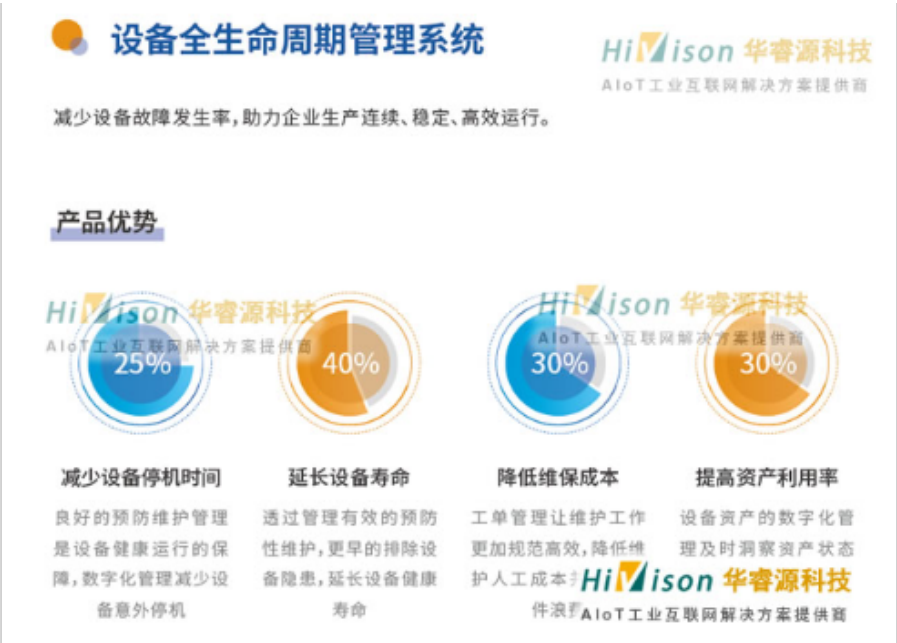 设备全生命周期管理系统
HiVison 华睿源科技
AIoT工业互联网解决方案提供商
减少设备故障发生率,助力企业生产连续、稳定、高效运行。
产品优势
HiVison 华睿源科技
AIoT工业互联网解决方案提供商
HiVison 华睿源科技
AIoT工业互联网解决方案提供商
25%
40%
30%
30%
减少设备停机时间
良好的预防维护管理
是设备健康运行的保
障,数字化管理减少设
备意外停机
延长设备寿命
透过管理有效的预防
性维护,更早的排除设
备隐患,延长设备健康
寿命
降低维保成本
工单管理让维护工作
更加规范高效,降低维
护人工成本
件浪
提高资产利用率
设备资产的数字化管
理及时洞察资产状态
HiVison 华睿源科技
AIoT工业互联网解决方案提供商